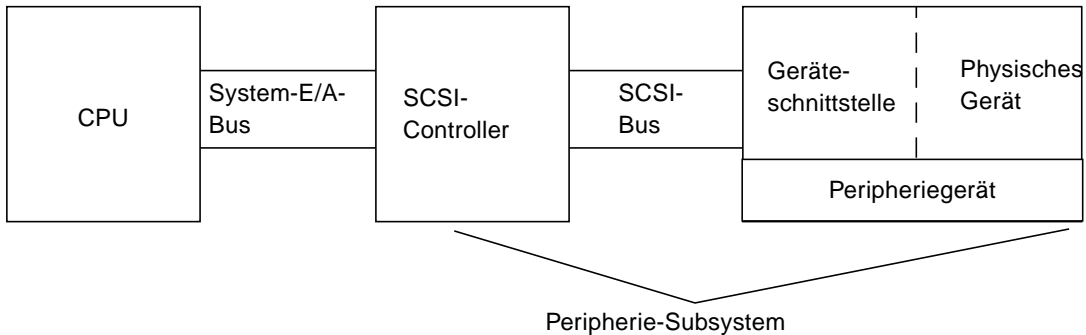 CPU
System-E/A-
Bus
SCSI-
Controller
SCSI-
Bus
Geräte-
schnittstelle
Physisches
Gerät
Peripheriegerät
Peripherie-Subsystem